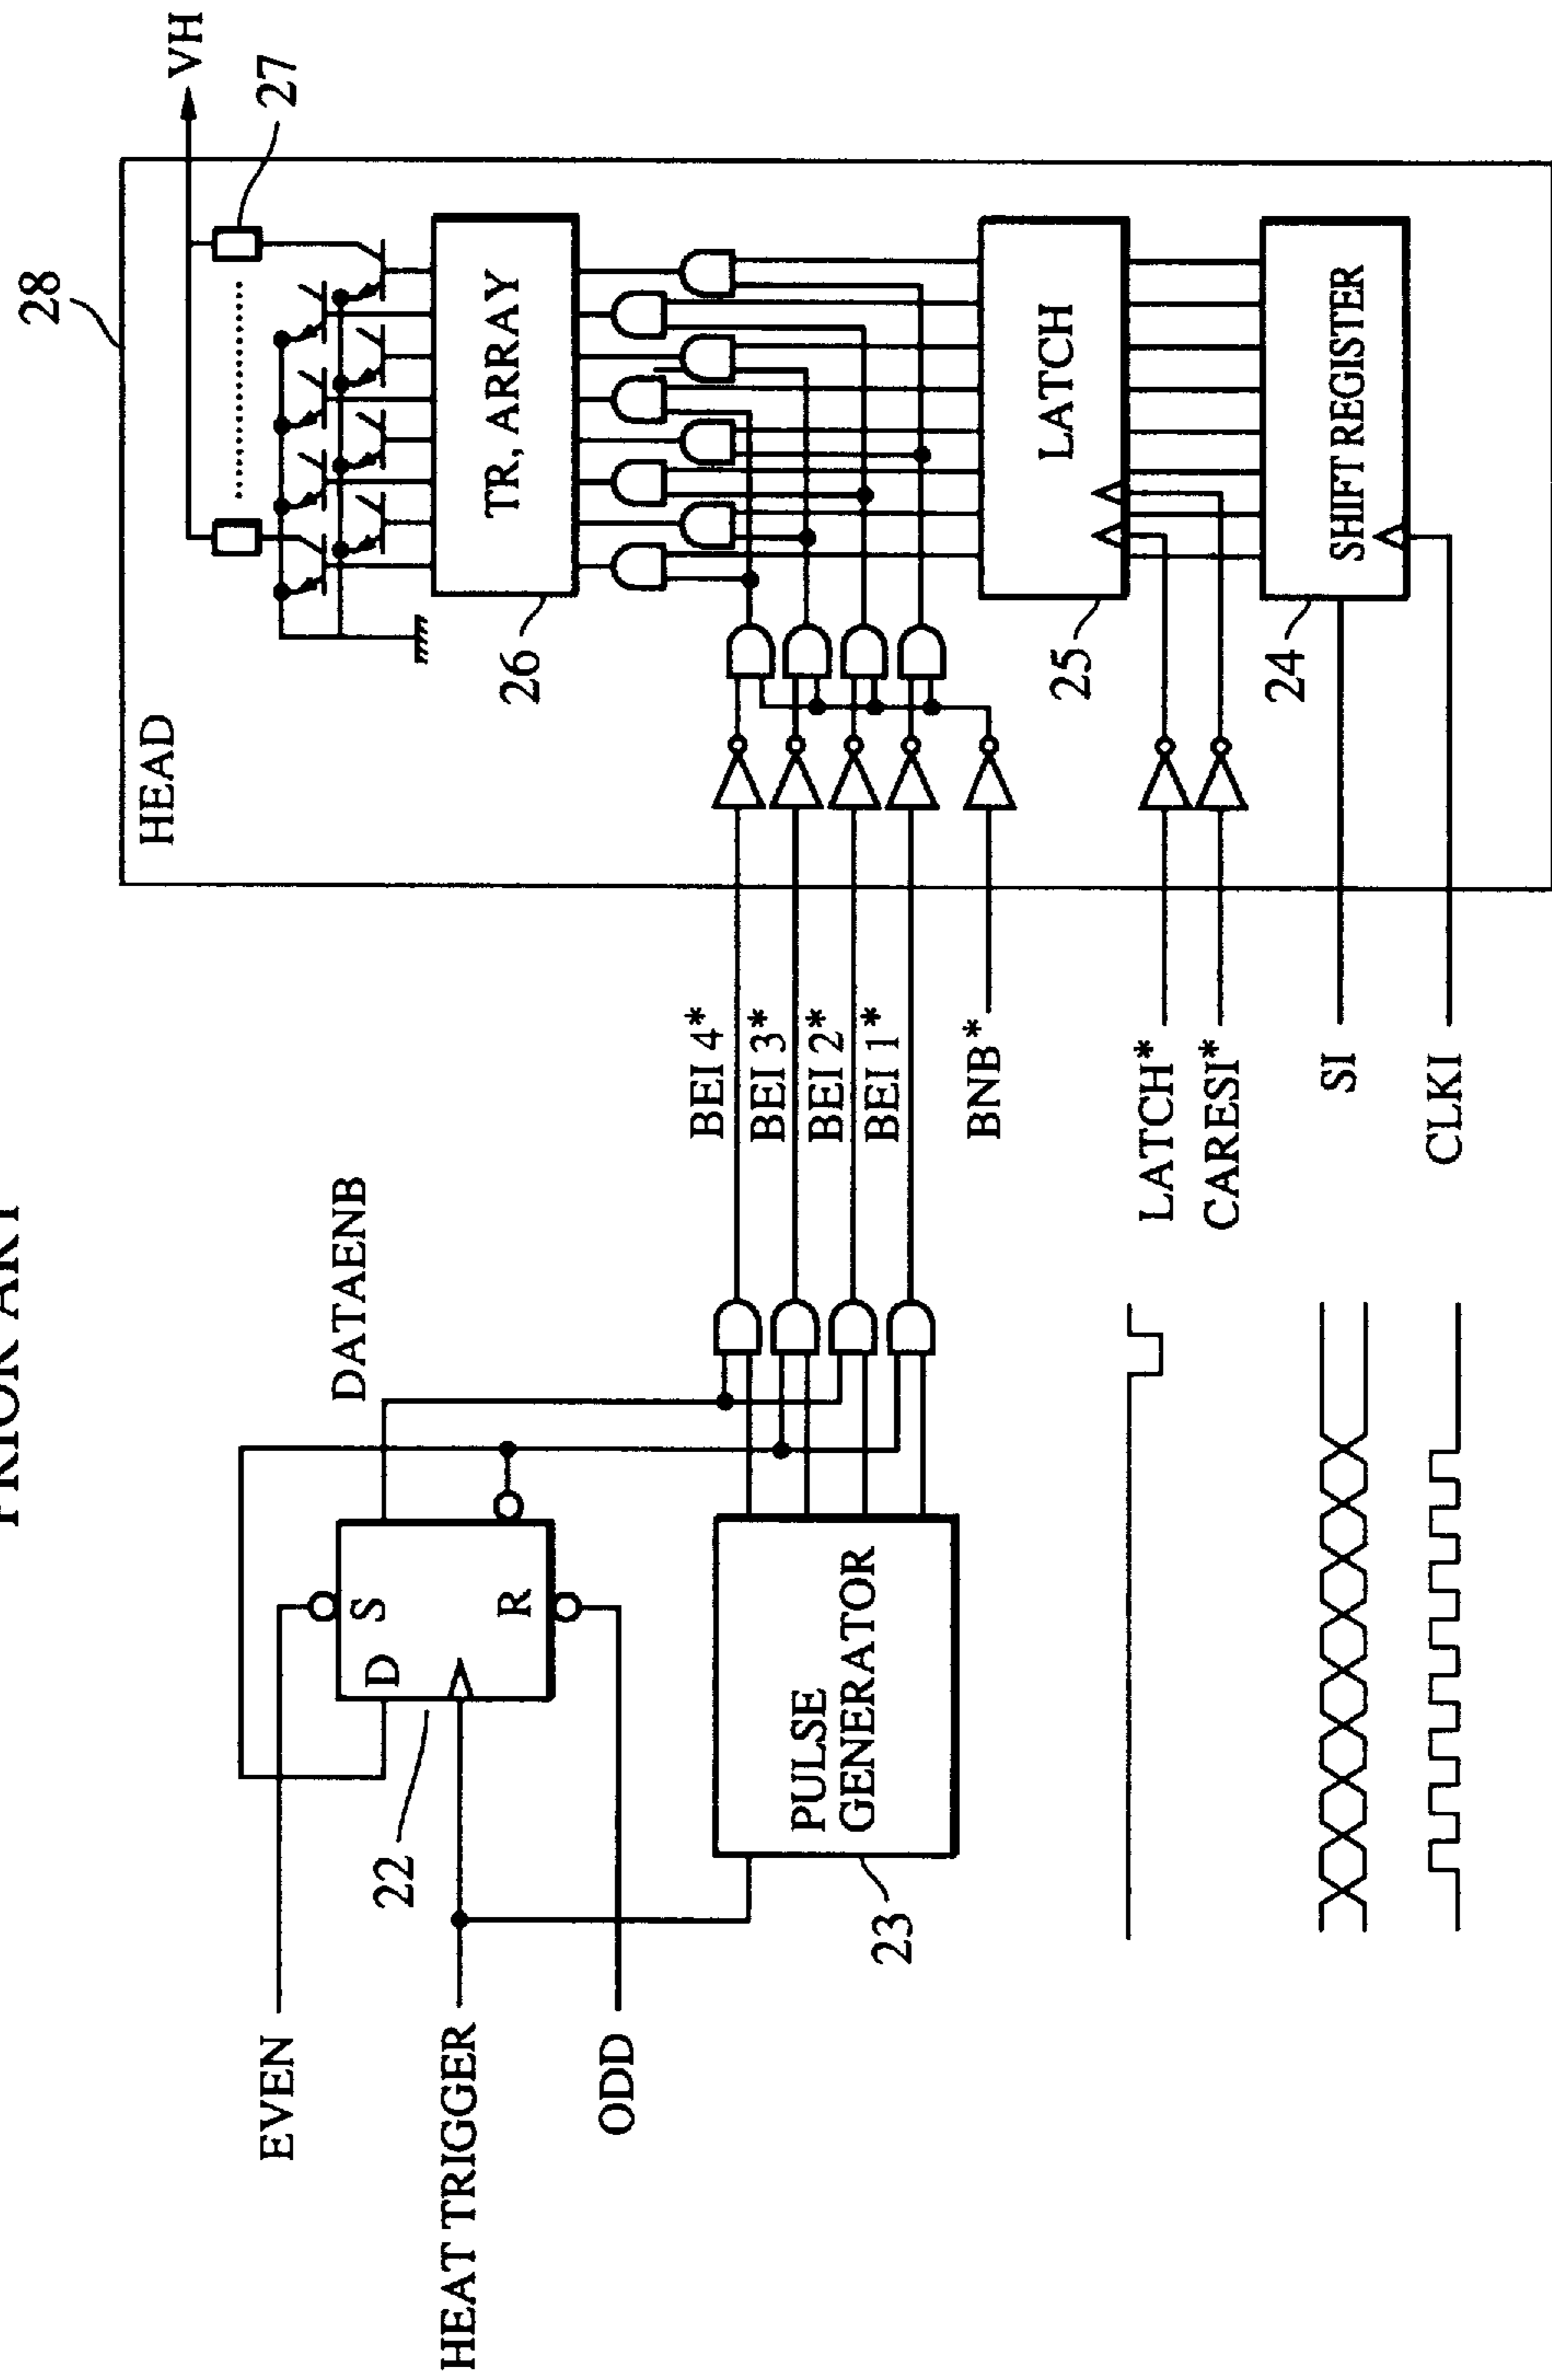 PRIOR ART
EVEN
HEAT TRIGGER
ODD
22
D
S
R
DATAENB
23
PULSE
GENERATOR
BEI 4*
BEI 3*
BEI 2*
BEI 1*
BNB*
LATCH*
CARESI*
SI
CLKI
28
HEAD
VH
27
26
TR, ARRAY
25
LATCH
24
SHIFT REGISTER